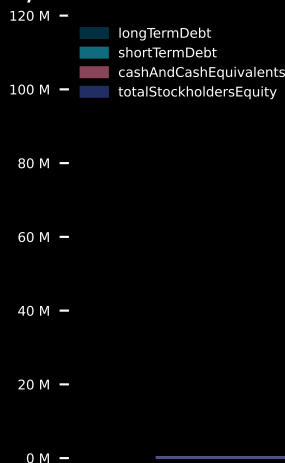 120 M
longTermDebt
shortTermDebt
100 M
cashAndCashEquivalents
totalStockholdersEquity
80 M
60 M
40 M
20 M
0 M